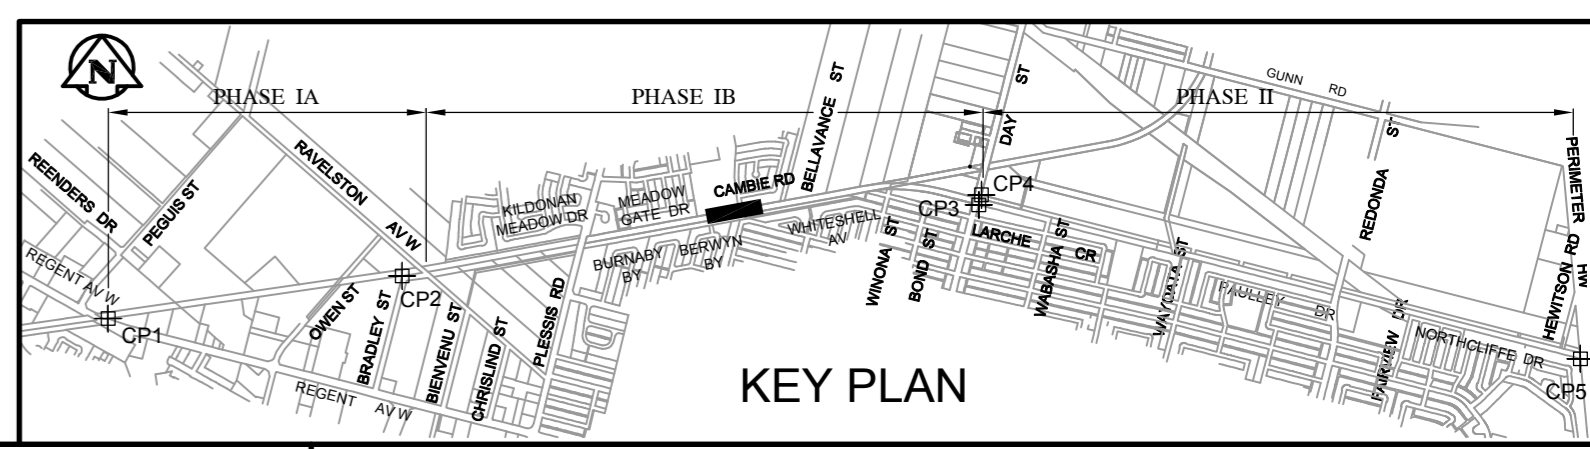 N
PHASE IA
PHASE IB
PHASE II
GUNN RD
REENDERS DR
PEGUIS ST
RAVELSTON AV W
REGENT AV W
CP1
CP2
OWEN ST
BRADLEY ST
BIENVENU ST
CHRISLIND ST
PLESSIS RD
REGENT AV W
KILDONAN
MEADOW DR
MEADOW
GATE DR
CAMBIE RD
BELLAVANCE ST
BURNABY
BY
BERWYN
BY
WHITESHELL
AV
WINONA ST
BOND ST
DAY ST
CP4
CP3
LARCHE CR
WABASHA ST
WAYDATA ST
PAULLEY DR
REDONDA ST
FAIRVIEW DR
NORTHCLIFFE DR
HEWITSON RD
PERIMETER HW
CP5
KEY PLAN